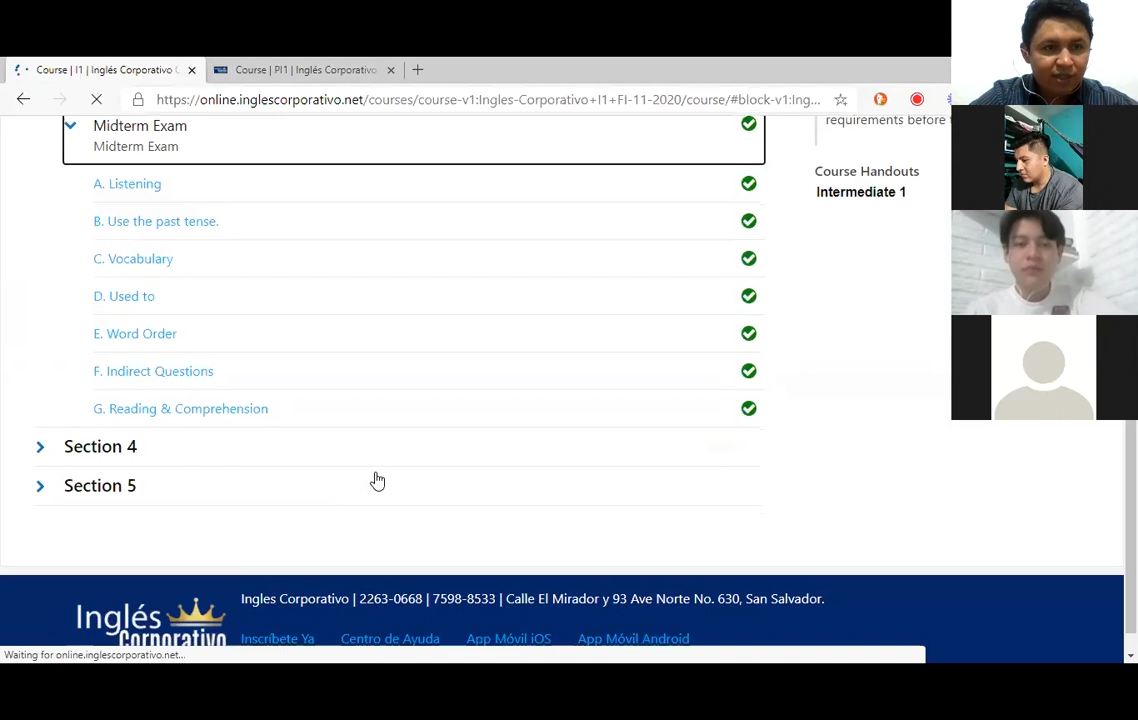 Course | I1 | Inglés Corporativo
Course | PI1 | Inglés Corporativo
https://online.inglescorporativo.net/courses/course-v1:Ingles-Corporativo+I1+FI-11-2020/course/#block-v1:Ing...
Midterm Exam
Midterm Exam
requirements before
A. Listening
Course Handouts
Intermediate 1
B. Use the past tense.
C. Vocabulary
D. Used to
E. Word Order
F. Indirect Questions
G. Reading & Comprehension
Section 4
Section 5
Inglés
Corporativo
Ingles Corporativo | 2263-0668 | 7598-8533 | Calle El Mirador y 93 Ave Norte No. 630, San Salvador.
Inscríbete Ya Centro de Ayuda App Móvil iOS App Móvil Android
Waiting for online.inglescorporativo.net...